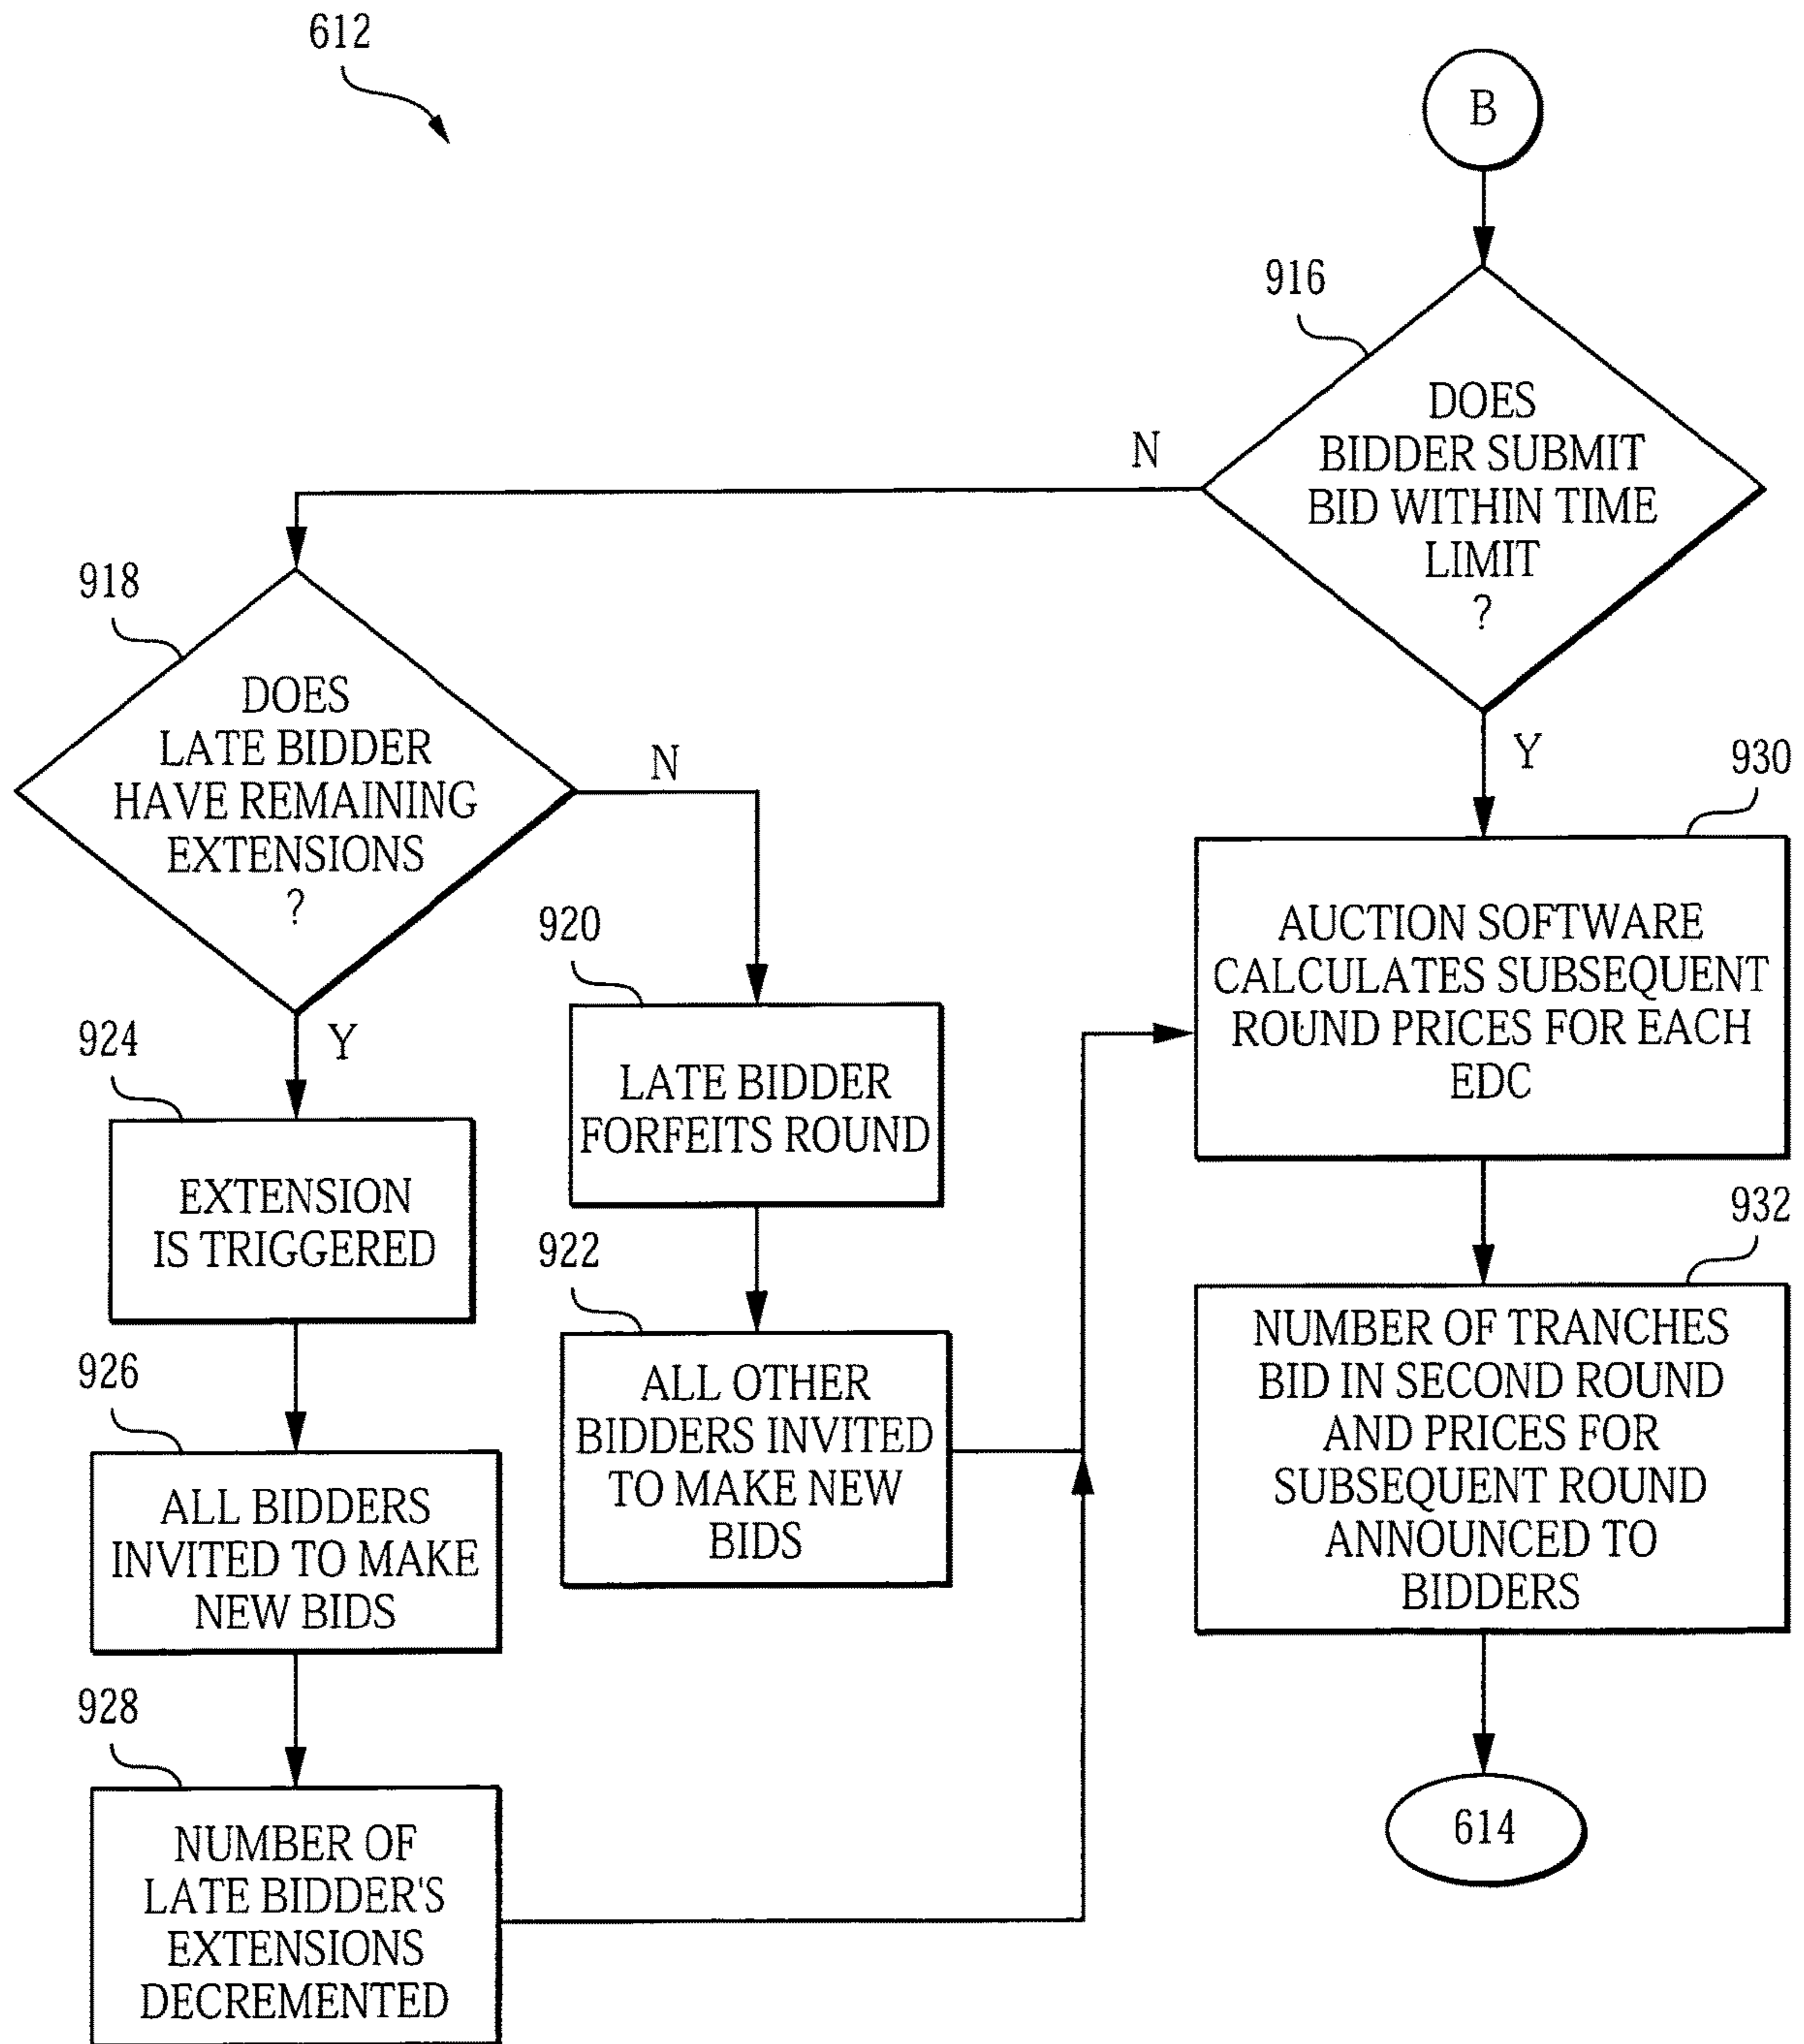 612
B
916
DOES
BIDDER SUBMIT
BID WITHIN TIME
LIMIT
?
N
Y
918
DOES
LATE BIDDER
HAVE REMAINING
EXTENSIONS
?
N
Y
920
LATE BIDDER
FORFEITS ROUND
922
ALL OTHER
BIDDERS INVITED
TO MAKE NEW
BIDS
924
EXTENSION
IS TRIGGERED
926
ALL BIDDERS
INVITED TO MAKE
NEW BIDS
928
NUMBER OF
LATE BIDDER'S
EXTENSIONS
DECREMENTED
930
AUCTION SOFTWARE
CALCULATES SUBSEQUENT
ROUND PRICES FOR EACH
EDC
932
NUMBER OF TRANCHES
BID IN SECOND ROUND
AND PRICES FOR
SUBSEQUENT ROUND
ANNOUNCED TO
BIDDERS
614